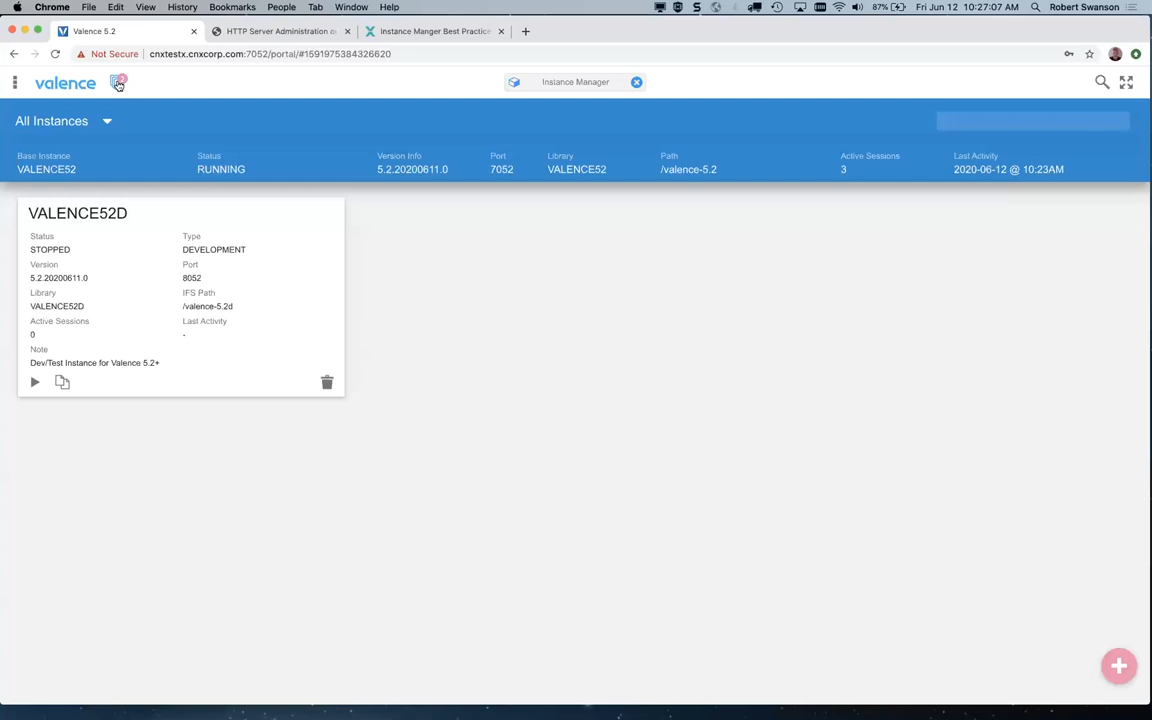 Chrome File Edit View History Bookmarks People Tab Window Help 87% Fri Jun 12 10:27:07 AM Robert Swanson
Valence 5.2 HTTP Server Administration o Instance Manger Best Practice
Not Secure cnxtestx.cnxcorp.com:7052/portal/#1591975384326620
valence Instance Manager
All Instances
Base Instance Status Version Info Port Library Path Active Sessions Last Activity
VALENCE52 RUNNING 5.2.20200611.0 7052 VALENCE52 /valence-5.2 3 2020-06-12 @ 10:23AM
VALENCE52D
Status Type
STOPPED DEVELOPMENT
Version Port
5.2.20200611.0 8052
Library IFS Path
VALENCE52D /valence-5.2d
Active Sessions Last Activity
0 -
Note
Dev/Test Instance for Valence 5.2+